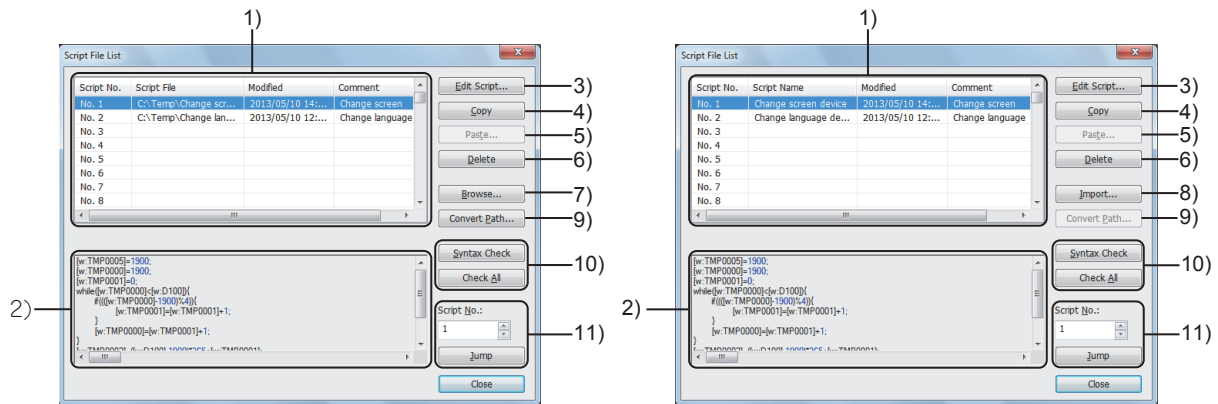 1)
Script File List
Script No. Script File Modified Comment
No. 1 C:\Temp\Change scr... 2013/05/10 14:... Change screen
No. 2 C:\Temp\Change lan... 2013/05/10 12:... Change language
No. 3
No. 4
No. 5
No. 6
No. 7
No. 8
Edit Script... 3)
Copy 4)
Paste... 5)
Delete 6)
Browse... 7)
Convert Path... 9)
2)
[w:TMP0005]=1900;
[w:TMP0000]=1900;
[w:TMP0001]=0;
while([w:TMP0000]<[w:D100]){
if((([w:TMP0000]-1900)%4)){
[w:TMP0001]=[w:TMP0001]+1;
}
[w:TMP0000]=[w:TMP0001]+1;
}
Syntax Check
Check All
10)
Script No.:
1
Jump
11)
Close
1)
Script File List
Script No. Script Name Modified Comment
No. 1 Change screen device 2013/05/10 14:... Change screen
No. 2 Change language de... 2013/05/10 12:... Change language
No. 3
No. 4
No. 5
No. 6
No. 7
No. 8
Edit Script... 3)
Copy 4)
Paste... 5)
Delete 6)
Import... 8)
Convert Path... 9)
2)
[w:TMP0005]=1900;
[w:TMP0000]=1900;
[w:TMP0001]=0;
while([w:TMP0000]<[w:D100]){
if((([w:TMP0000]-1900)%4)){
[w:TMP0001]=[w:TMP0001]+1;
}
[w:TMP0000]=[w:TMP0001]+1;
}
Syntax Check
Check All
10)
Script No.:
1
Jump
11)
Close